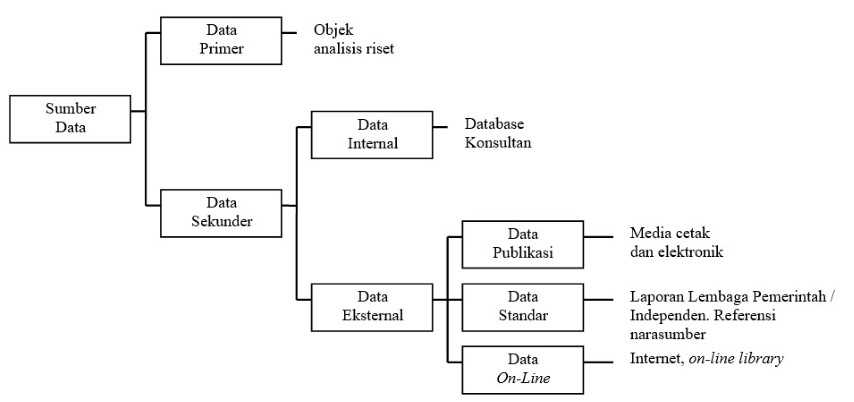 Data
Primer
Objek
analisis riset
Sumber
Data
Data
Internal
Database
Konsultan
Data
Sekunder
Data
Publikasi
Media cetak
dan elektronik
Data
Eksternal
Data
Standar
Laporan Lembaga Pemerintah /
Independen. Referensi
narasumber
Data
On-Line
Internet, on-line library